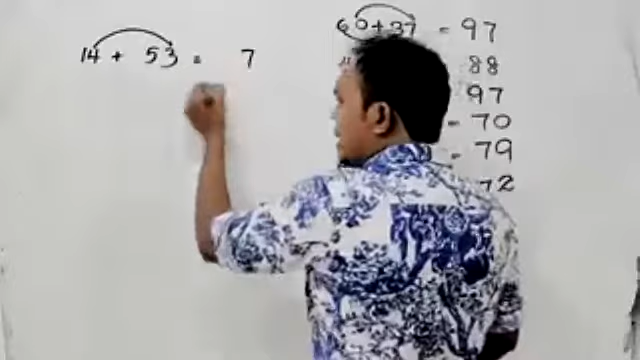 14 + 53 = 7
60 + 37 = 97
88
97
= 70
= 79
72